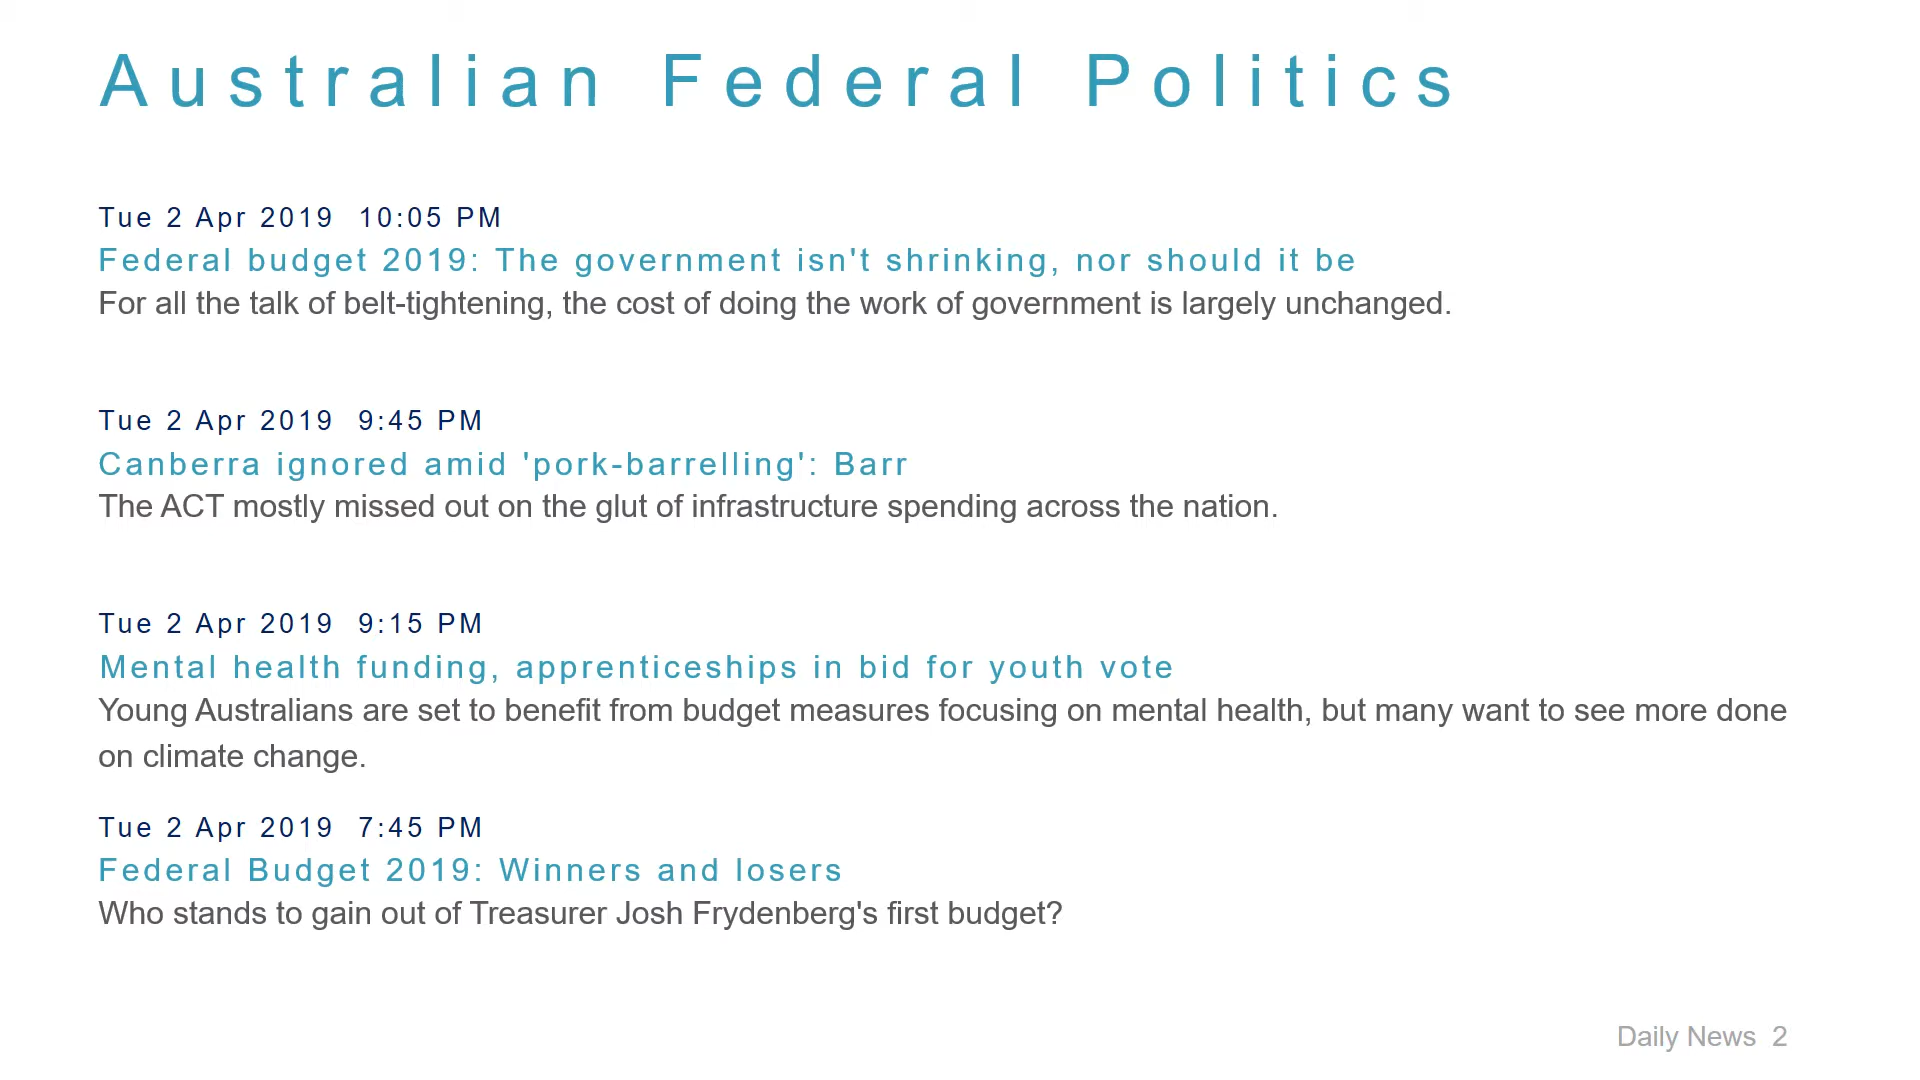 Australian Federal Politics
Tue 2 Apr 2019  10:05 PM
Federal budget 2019: The government isn't shrinking, nor should it be
For all the talk of belt-tightening, the cost of doing the work of government is largely unchanged.
Tue 2 Apr 2019  9:45 PM
Canberra ignored amid 'pork-barrelling': Barr
The ACT mostly missed out on the glut of infrastructure spending across the nation.
Tue 2 Apr 2019  9:15 PM
Mental health funding, apprenticeships in bid for youth vote
Young Australians are set to benefit from budget measures focusing on mental health, but many want to see more done
on climate change.
Tue 2 Apr 2019  7:45 PM
Federal Budget 2019: Winners and losers
Who stands to gain out of Treasurer Josh Frydenberg's first budget?
Daily News  2